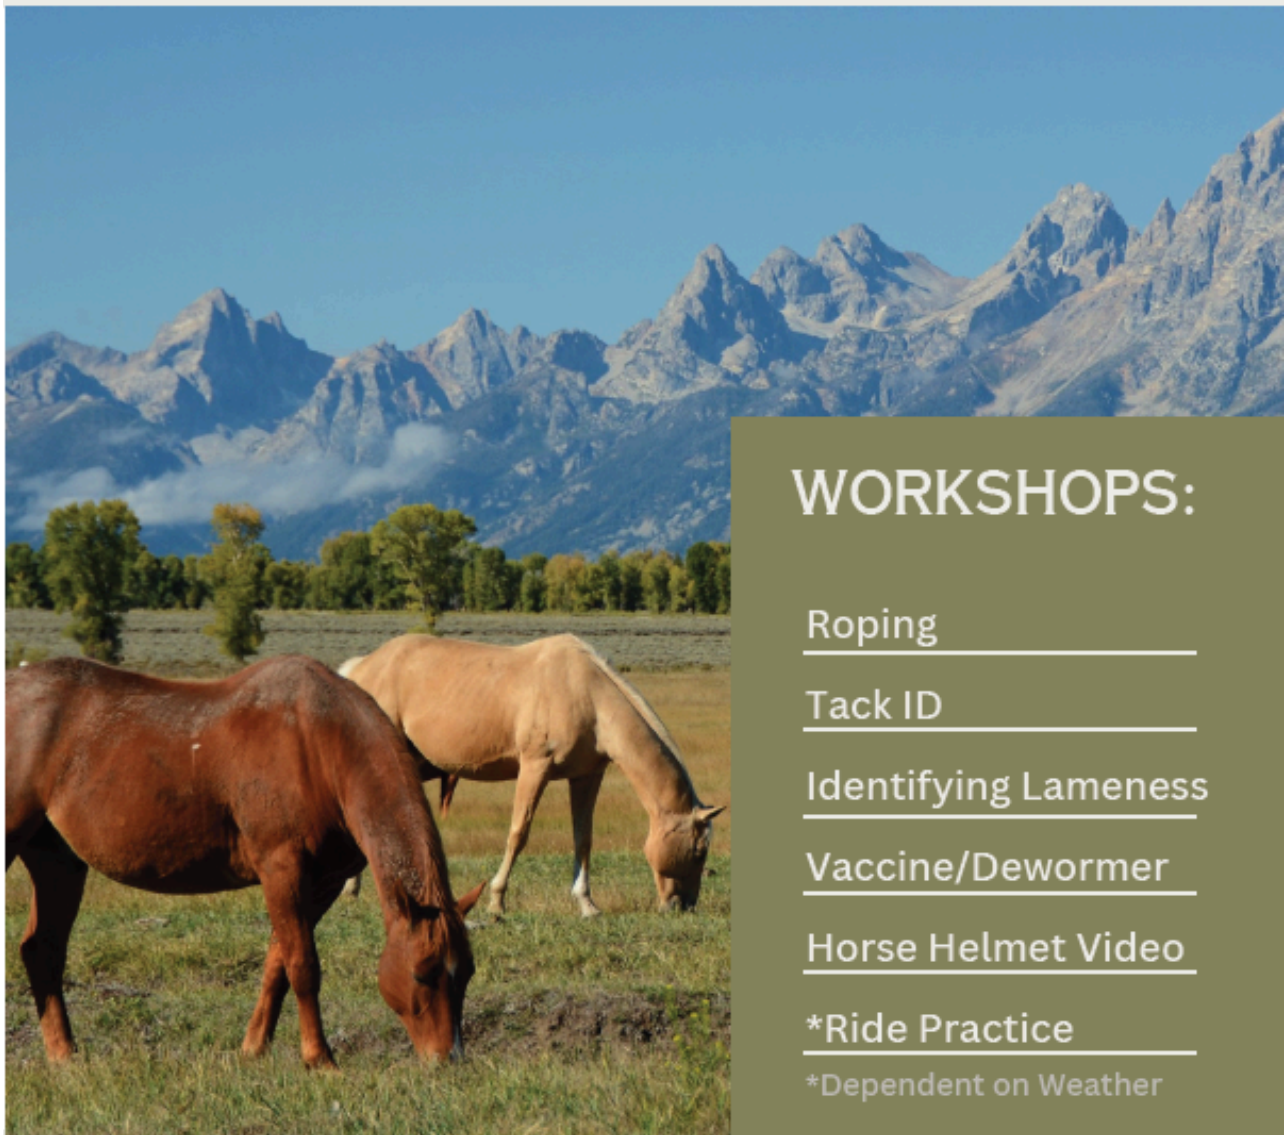 WORKSHOPS:
Roping
Tack ID
Identifying Lameness
Vaccine/Dewormer
Horse Helmet Video
*Ride Practice
*Dependent on Weather